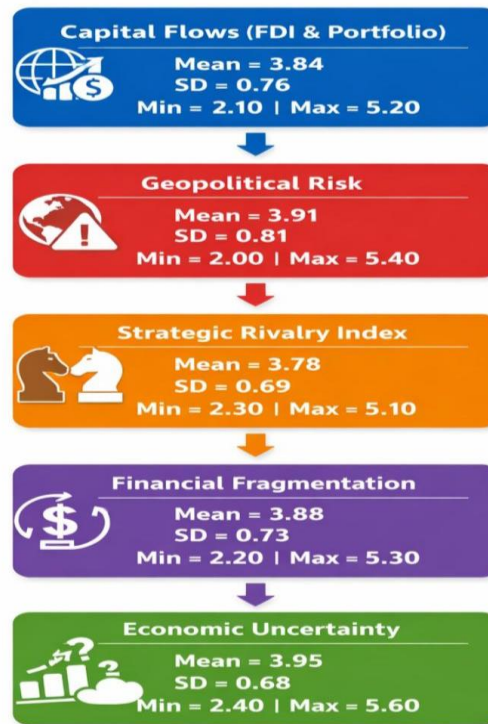 Capital Flows (FDI & Portfolio)
Mean = 3.84
SD = 0.76
Min = 2.10 | Max = 5.20
Geopolitical Risk
Mean = 3.91
SD = 0.81
Min = 2.00 | Max = 5.40
Strategic Rivalry Index
Mean = 3.78
SD = 0.69
Min = 2.30 | Max = 5.10
Financial Fragmentation
Mean = 3.88
SD = 0.73
Min = 2.20 | Max = 5.30
Economic Uncertainty
Mean = 3.95
SD = 0.68
Min = 2.40 | Max = 5.60